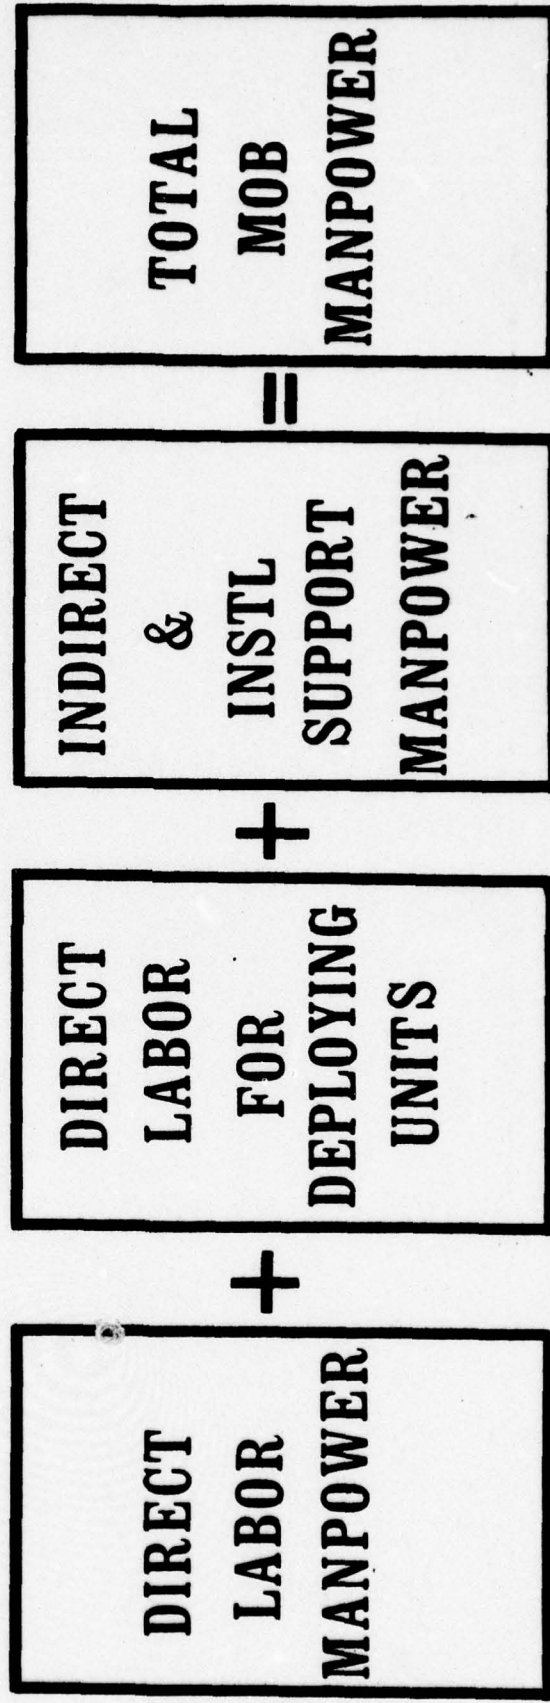 DIRECT
LABOR
MANPOWER
+
DIRECT
LABOR
FOR
DEPLOYING
UNITS
+
INDIRECT
&
INSTL
SUPPORT
MANPOWER
=
TOTAL
MOB
MANPOWER